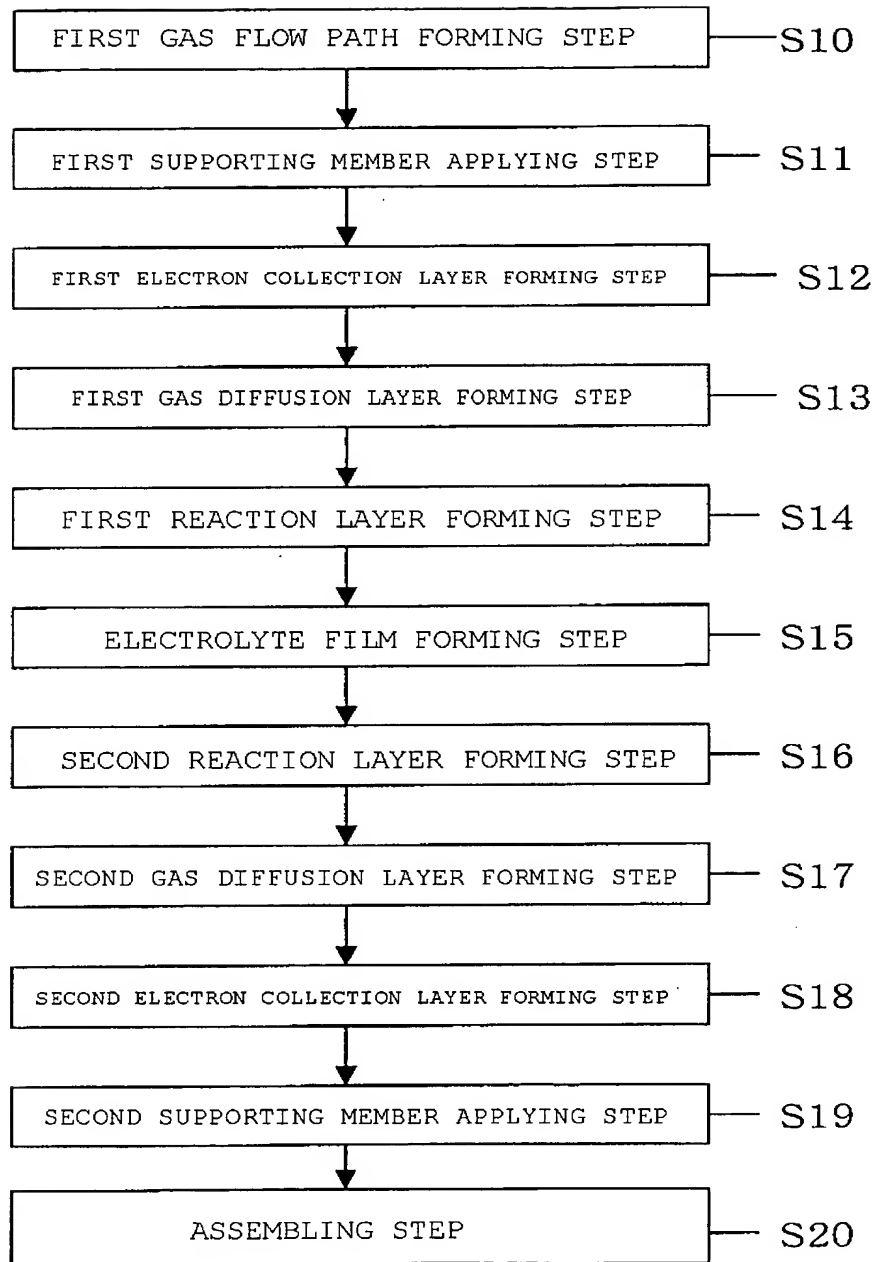 FIRST GAS FLOW PATH FORMING STEP S10
FIRST SUPPORTING MEMBER APPLYING STEP S11
FIRST ELECTRON COLLECTION LAYER FORMING STEP S12
FIRST GAS DIFFUSION LAYER FORMING STEP S13
FIRST REACTION LAYER FORMING STEP S14
ELECTROLYTE FILM FORMING STEP S15
SECOND REACTION LAYER FORMING STEP S16
SECOND GAS DIFFUSION LAYER FORMING STEP S17
SECOND ELECTRON COLLECTION LAYER FORMING STEP S18
SECOND SUPPORTING MEMBER APPLYING STEP S19
ASSEMBLING STEP S20